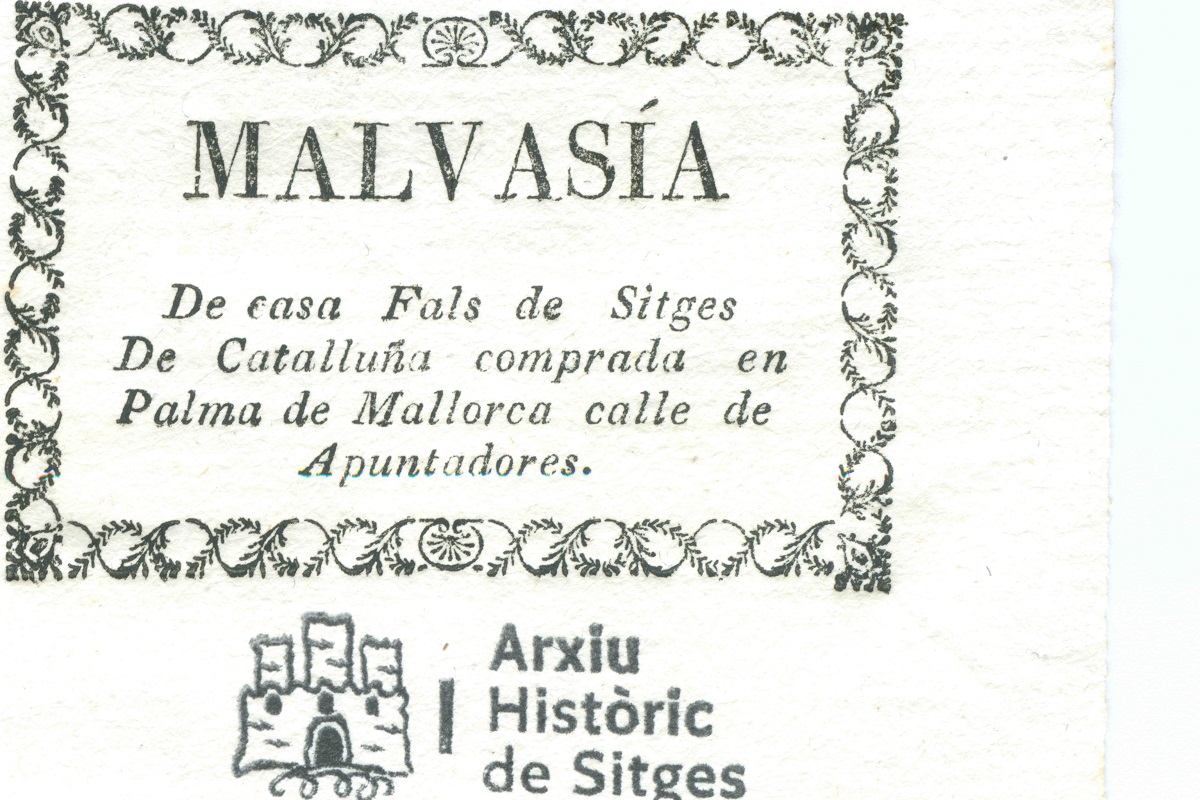 MALVASÍA
De casa Fals de Sitges
De Catalluña comprada en
Palma de Mallorca calle de
Apuntadores.
Arxiu
Històric
de Sitges